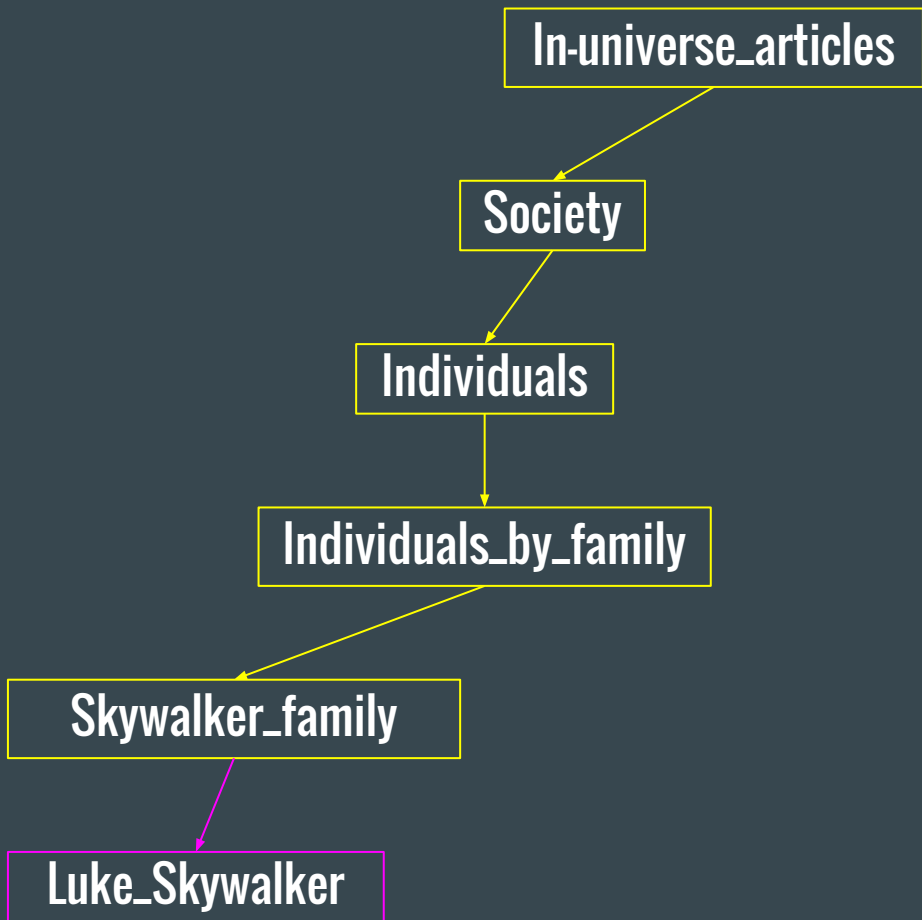 In-universe_articles
Society
Individuals
Individuals_by_family
Skywalker_family
Luke_Skywalker